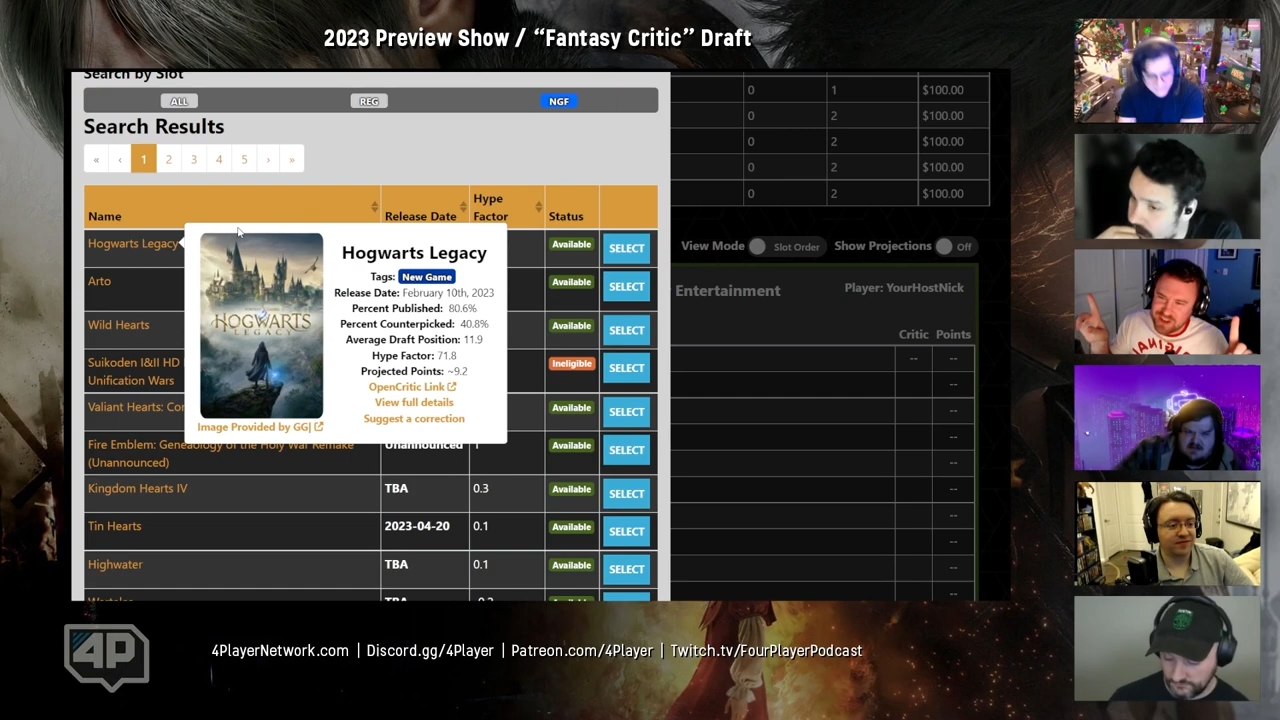 2023 Preview Show / “Fantasy Critic” Draft
Search by Slot
ALL
REG
NGF
Search Results
« ‹ 1 2 3 4 5 › »
Name
Release Date
Hype Factor
Status
Hogwarts Legacy
Available
SELECT
Arto
Available
SELECT
Wild Hearts
Available
SELECT
Suikoden I&II HD
Unification Wars
Ineligible
SELECT
Valiant Hearts: Co
Available
SELECT
Fire Emblem: Genealogy of the Holy War Remake
(Unannounced)
Unannounced
Available
SELECT
Kingdom Hearts IV
TBA
0.3
Available
SELECT
Tin Hearts
2023-04-20
0.1
Available
SELECT
Highwater
TBA
0.1
Available
SELECT
TBA
HOGWARTS
LEGACY
Image Provided by GG|
Hogwarts Legacy
Tags: New Game
Release Date: February 10th, 2023
Percent Published: 80.6%
Percent Counterpicked: 40.8%
Average Draft Position: 11.9
Hype Factor: 71.8
Projected Points: ~9.2
OpenCritic Link
View full details
Suggest a correction
0 1 $100.00
0 2 $100.00
0 2 $100.00
0 2 $100.00
0 2 $100.00
View Mode Slot Order Show Projections Off
Entertainment
Player: YourHostNick
Critic Points
-- --
--
--
--
--
--
--
--
--
--
4P
4PlayerNetwork.com | Discord.gg/4Player | Patreon.com/4Player | Twitch.tv/FourPlayerPodcast